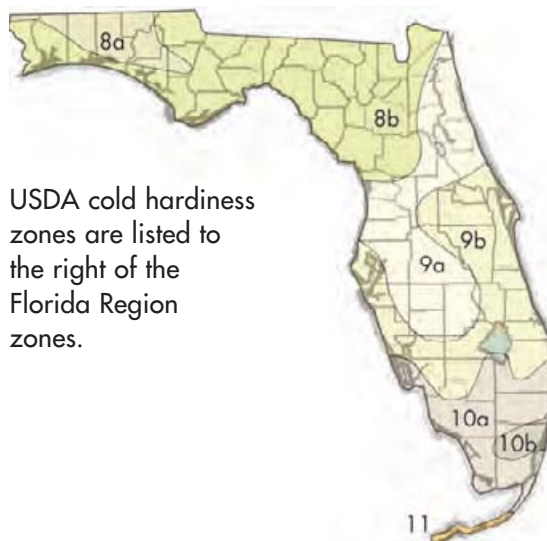 8a
8b
USDA cold hardiness
zones are listed to
the right of the
Florida Region
zones.
9b
9a
10a
10b
11